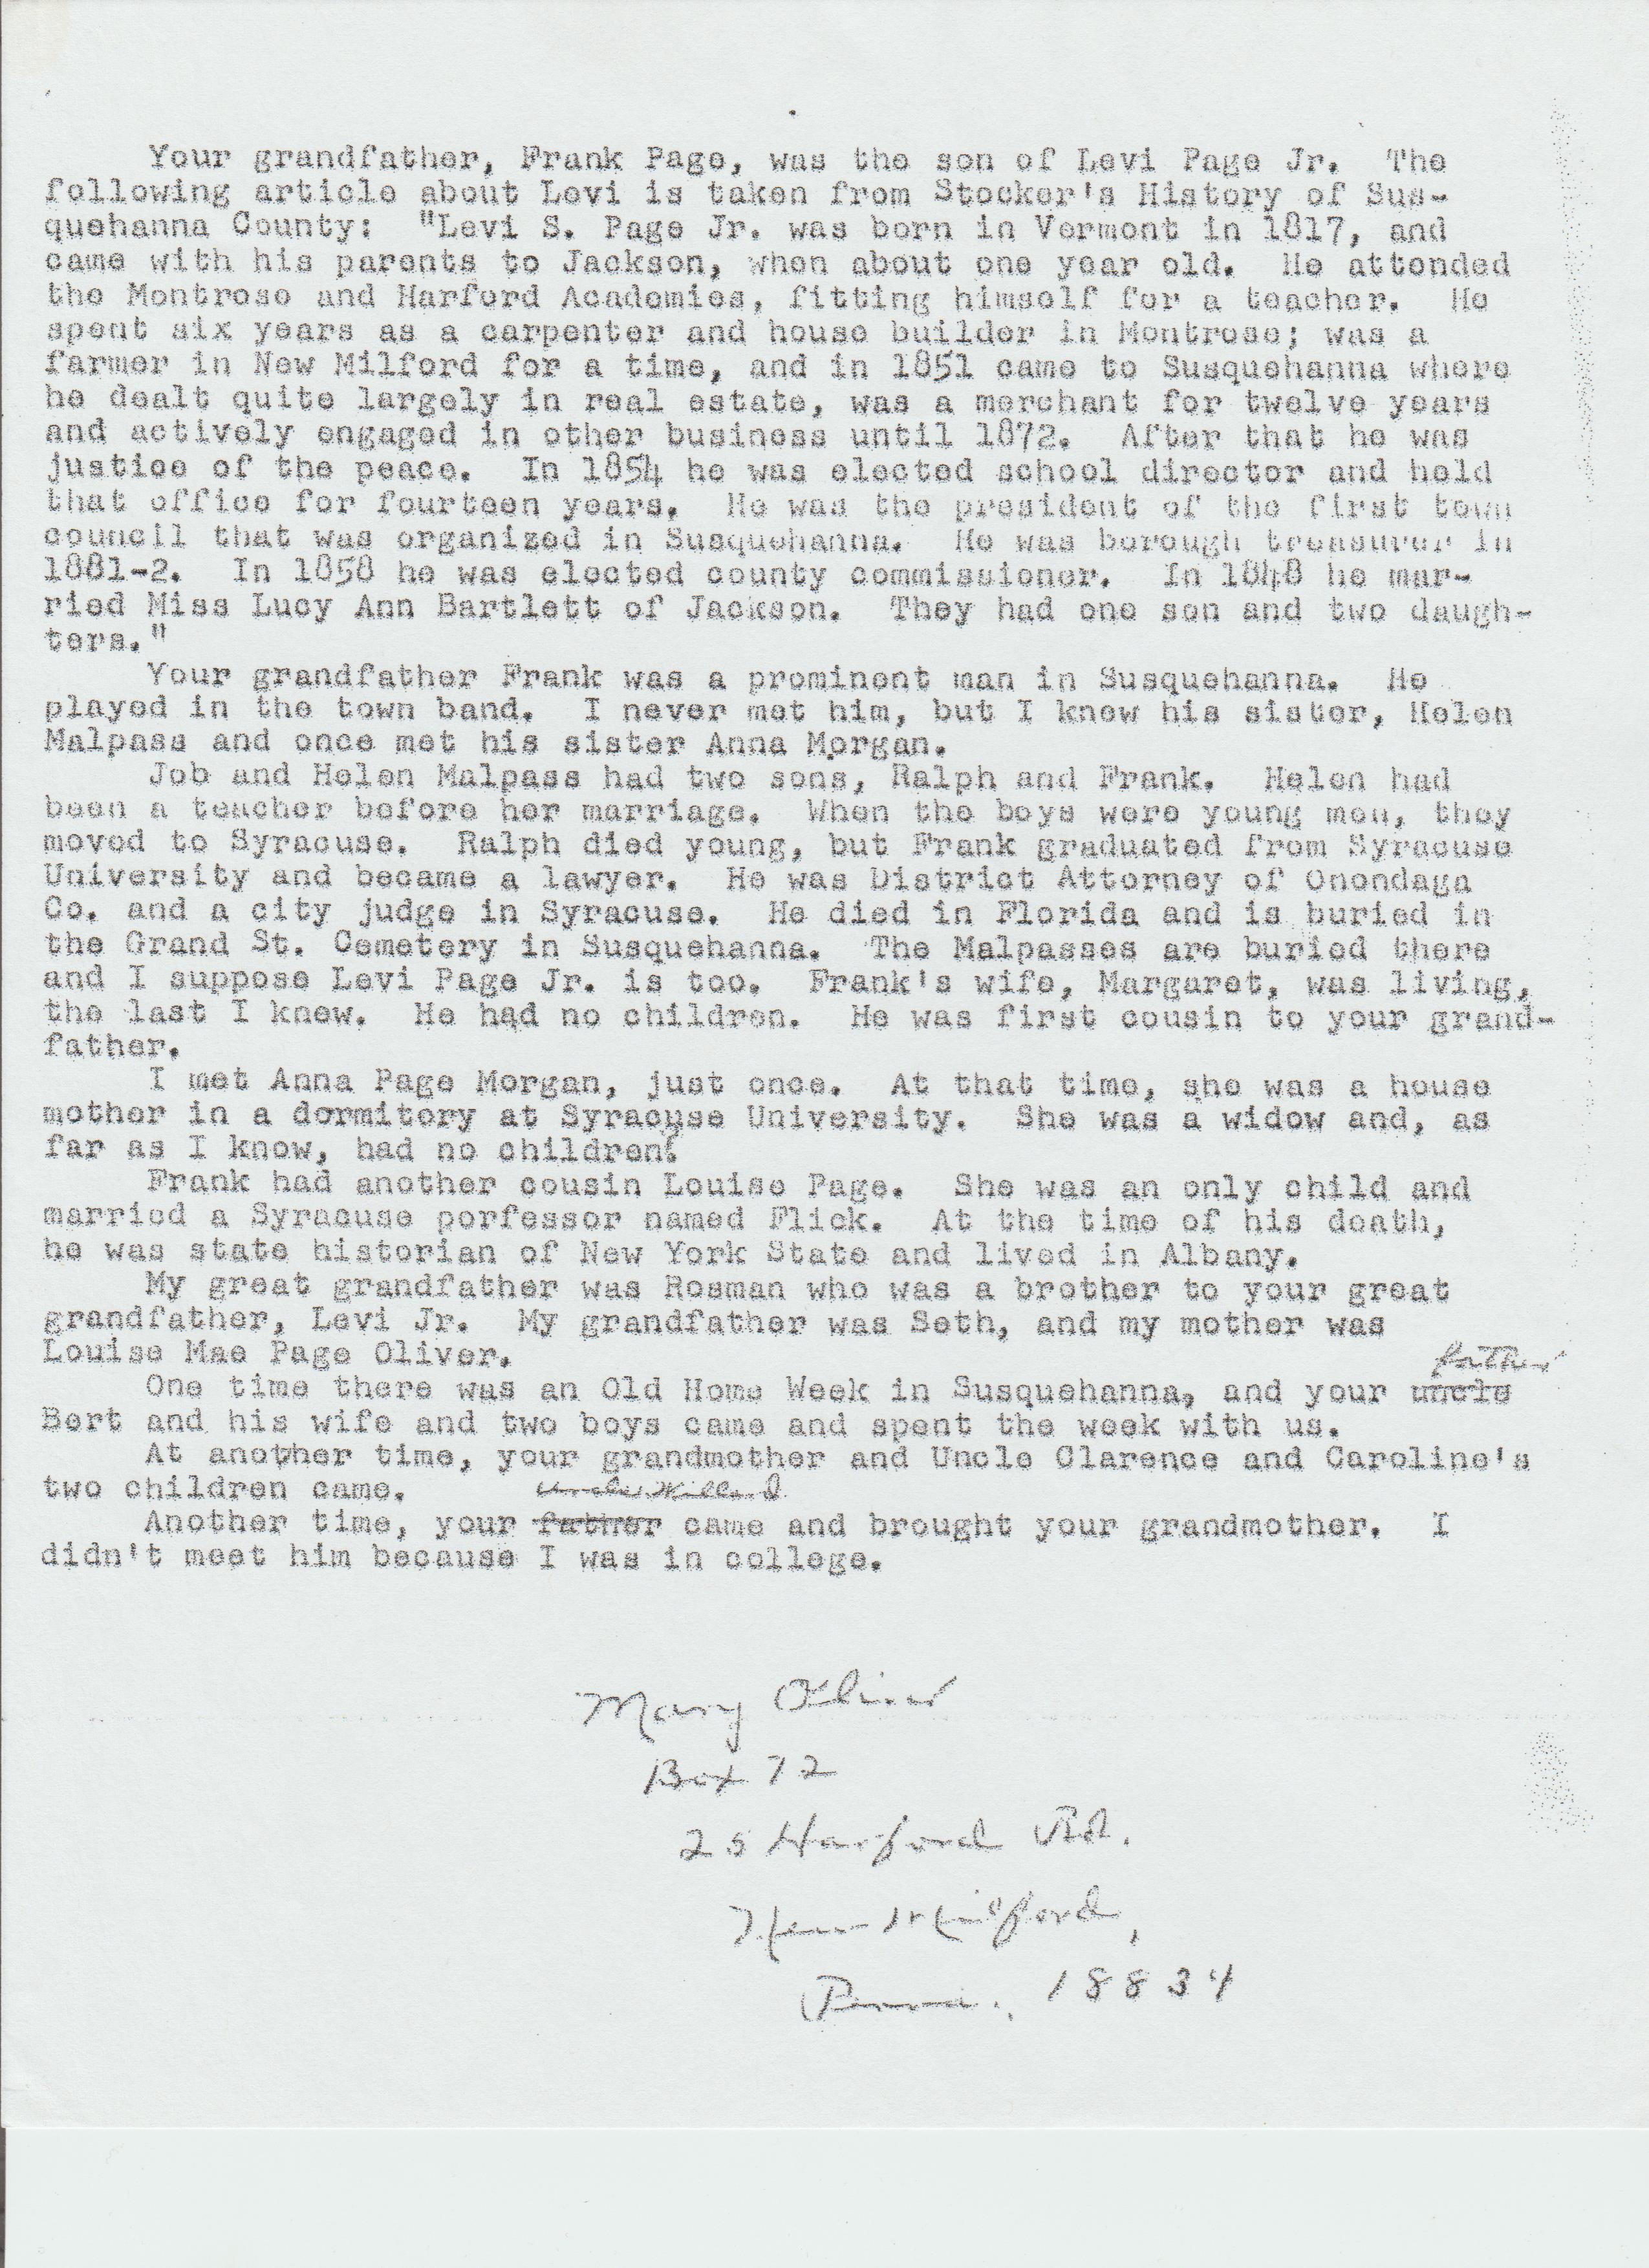 Your grandfather, Frank Page, was the son of Levi Page Jr. The
following article about Levi is taken from Stocker's History of Sus-
quehanna County: "Levi S. Page Jr. was born in Vermont in 1817, and
came with his parents to Jackson, when about one year old. He attended
the Montrose and Harford Academies, fitting himself for a teacher. He
spent six years as a carpenter and house builder in Montrose; was a
farmer in New Milford for a time, and in 1851 came to Susquehanna where
he dealt quite largely in real estate, was a merchant for twelve years
and actively engaged in other business until 1872. After that he was
justice of the peace. In 1854 he was elected school director and held
that office for fourteen years. He was the president of the first town
council that was organized in Susquehanna. He was borough treasurer in
1881-2. In 1858 he was elected county commissioner. In 1848 he mar-
ried Miss Lucy Ann Bartlett of Jackson. They had one son and two daugh-
ters."
Your grandfather Frank was a prominent man in Susquehanna. He
played in the town band. I never met him, but I knew his sister, Helen
Malpass and once met his sister Anna Morgan.
Job and Helen Malpass had two sons, Ralph and Frank. Helen had
been a teacher before her marriage. When the boys were young men, they
moved to Syracuse. Ralph died young, but Frank graduated from Syracuse
University and became a lawyer. He was District Attorney of Onondaga
Co. and a city judge in Syracuse. He died in Florida and is buried in
the Grand St. Cemetery in Susquehanna. The Malpasses are buried there
and I suppose Levi Page Jr. is too. Frank's wife, Margaret, was living,
the last I knew. He had no children. He was first cousin to your grand-
father.
I met Anna Page Morgan, just once. At that time, she was a house
mother in a dormitory at Syracuse University. She was a widow and, as
far as I know, had no children.
Frank had another cousin Louise Page. She was an only child and
married a Syracuse porfessor named Flick. At the time of his death,
he was state historian of New York State and lived in Albany.
My great grandfather was Rosman who was a brother to your great
grandfather, Levi Jr. My grandfather was Seth, and my mother was
Louise Mae Page Oliver.
father
One time there was an Old Home Week in Susquehanna, and your uncle
Bert and his wife and two boys came and spent the week with us.
At another time, your grandmother and Uncle Clarence and Caroline's
two children came.
Uncle Willard
Another time, your father came and brought your grandmother. I
didn't meet him because I was in college.
Mary Oliver
Box 72
25 Harford Rd.
New Milford,
Penna. 18834